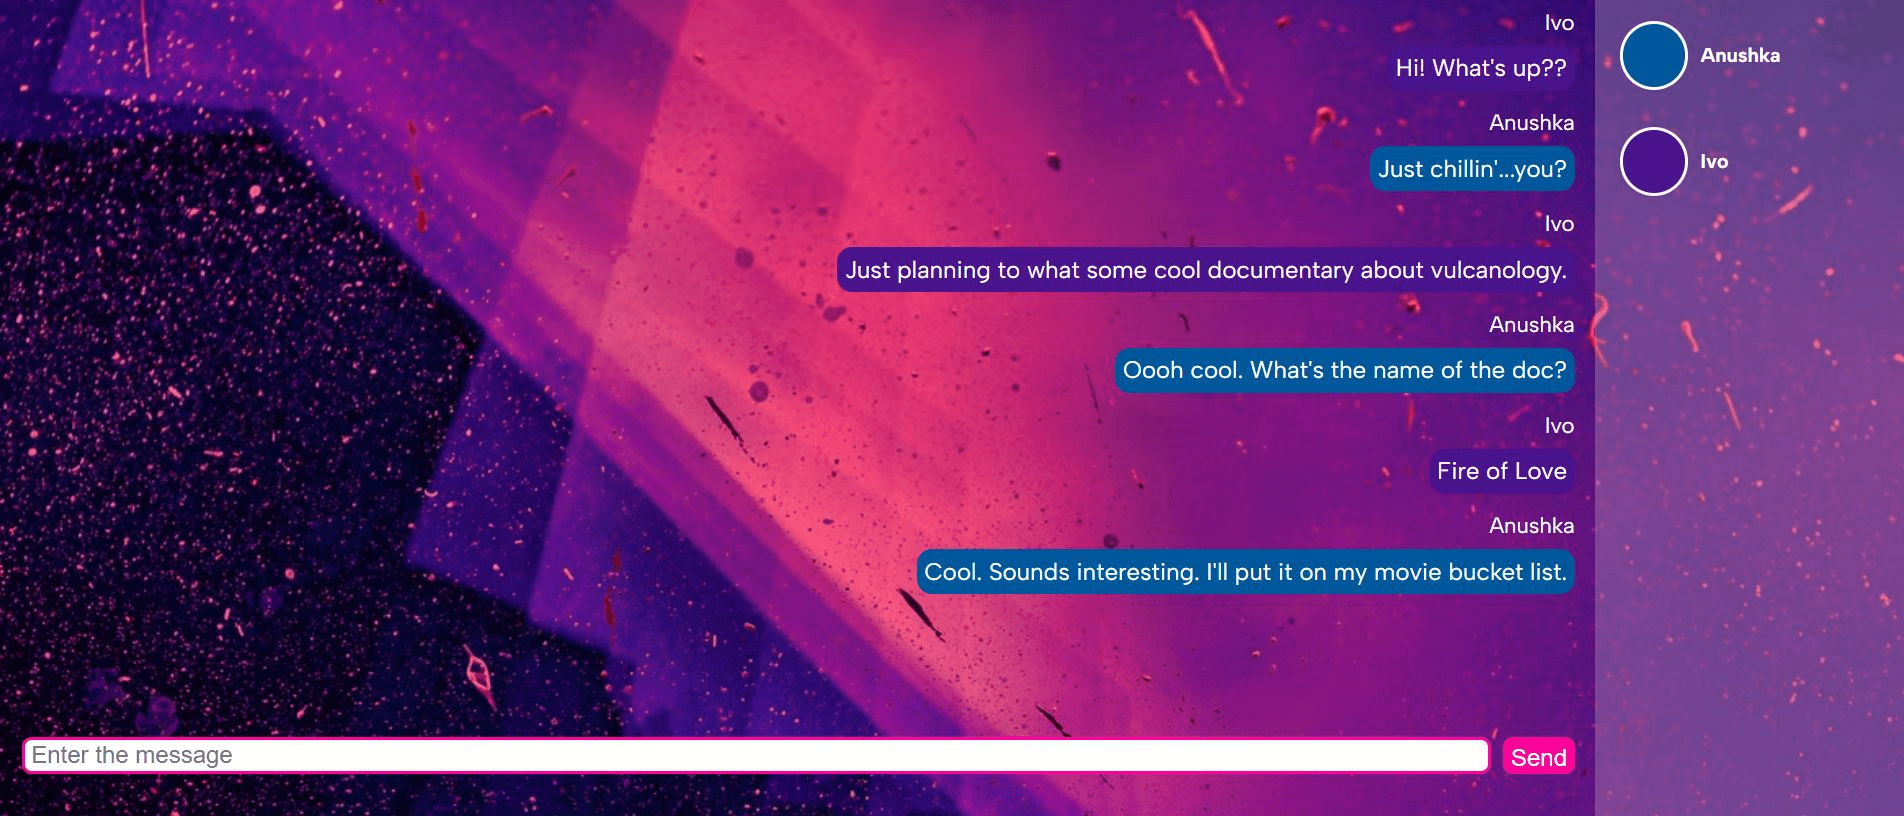 Ivo
Hi! What's up??
Anushka
Just chillin'...you?
Ivo
Just planning to what some cool documentary about vulcanology.
Anushka
Oooh cool. What's the name of the doc?
Ivo
Fire of Love
Anushka
Cool. Sounds interesting. I'll put it on my movie bucket list.
Enter the message
Send
Anushka
Ivo